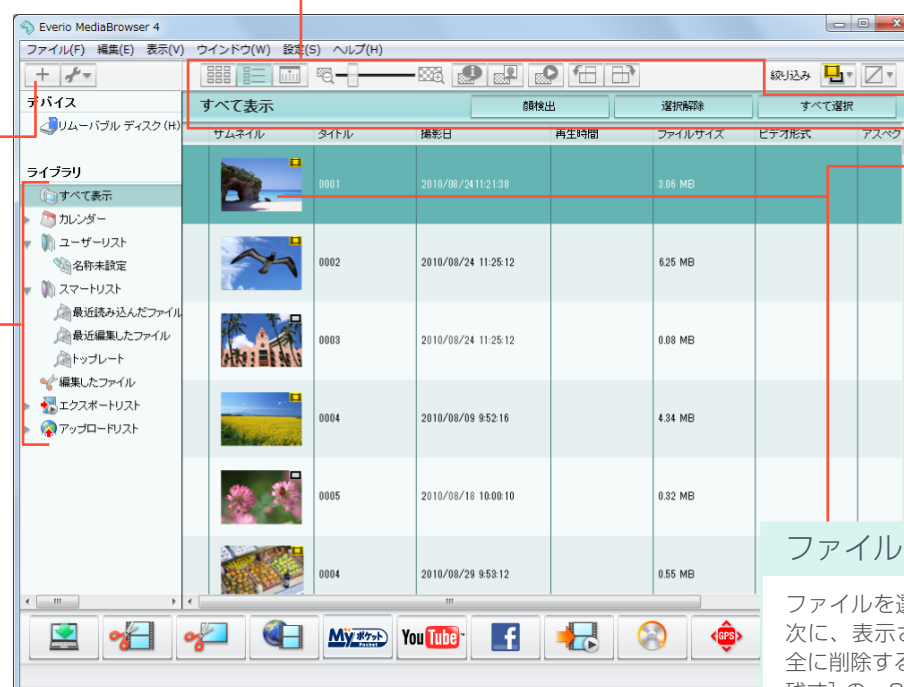 Everio MediaBrowser 4
ファイル(F) 編集(E) 表示(V) ウインドウ(W) 設定(S) ヘルプ(H)
絞り込み
デバイス
リムーバブル ディスク (H)
ライブラリ
すべて表示
カレンダー
ユーザーリスト
名称未設定
スマートリスト
最近読み込んだファイル
最近編集したファイル
トップレート
編集したファイル
エクスポートリスト
アップロードリスト
すべて表示 顔検出 選択解除 すべて選択
サムネイル タイトル 撮影日 再生時間 ファイルサイズ ビデオ形式 アスペク
0001 2010/08/24 11:21:38 3.06 MB
0002 2010/08/24 11:25:12 6.25 MB
0003 2010/08/24 11:25:12 0.08 MB
0004 2010/08/09 9:52:16 4.34 MB
0005 2010/08/18 10:00:10 0.32 MB
0004 2010/08/29 9:53:12 0.55 MB
Myポケット Pocket
YouTube
f
GPS
ファイル
ファイルを選
次に、表示さ
全に削除する